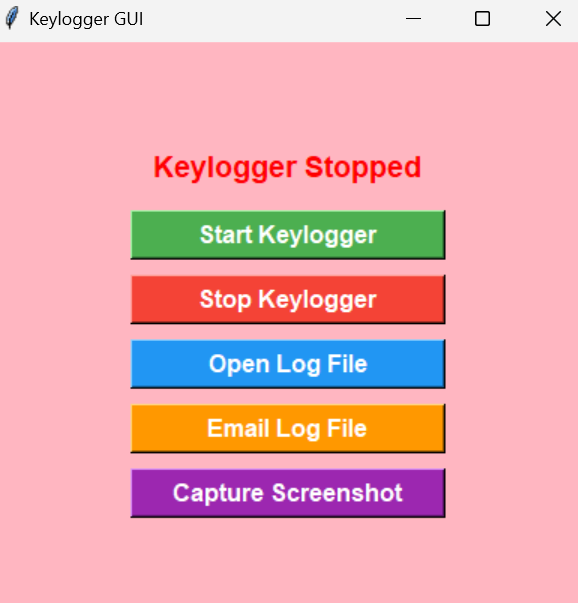 Keylogger GUI
Keylogger Stopped
Start Keylogger
Stop Keylogger
Open Log File
Email Log File
Capture Screenshot